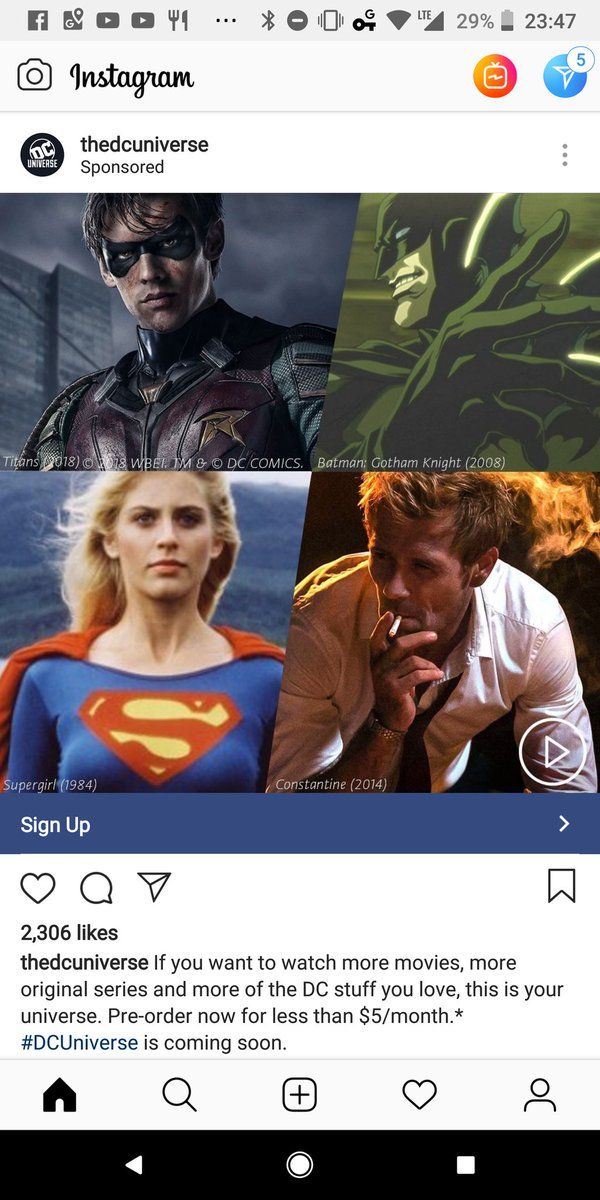 LTE 29% 23:47
Instagram
5
DC UNIVERSE
thedcuniverse
Sponsored
Titans (2018) © 2018 WBEI. TM & © DC COMICS.
Batman: Gotham Knight (2008)
Supergirl (1984)
Constantine (2014)
Sign Up
2,306 likes
thedcuniverse If you want to watch more movies, more
original series and more of the DC stuff you love, this is your
universe. Pre-order now for less than $5/month.*
#DCUniverse is coming soon.